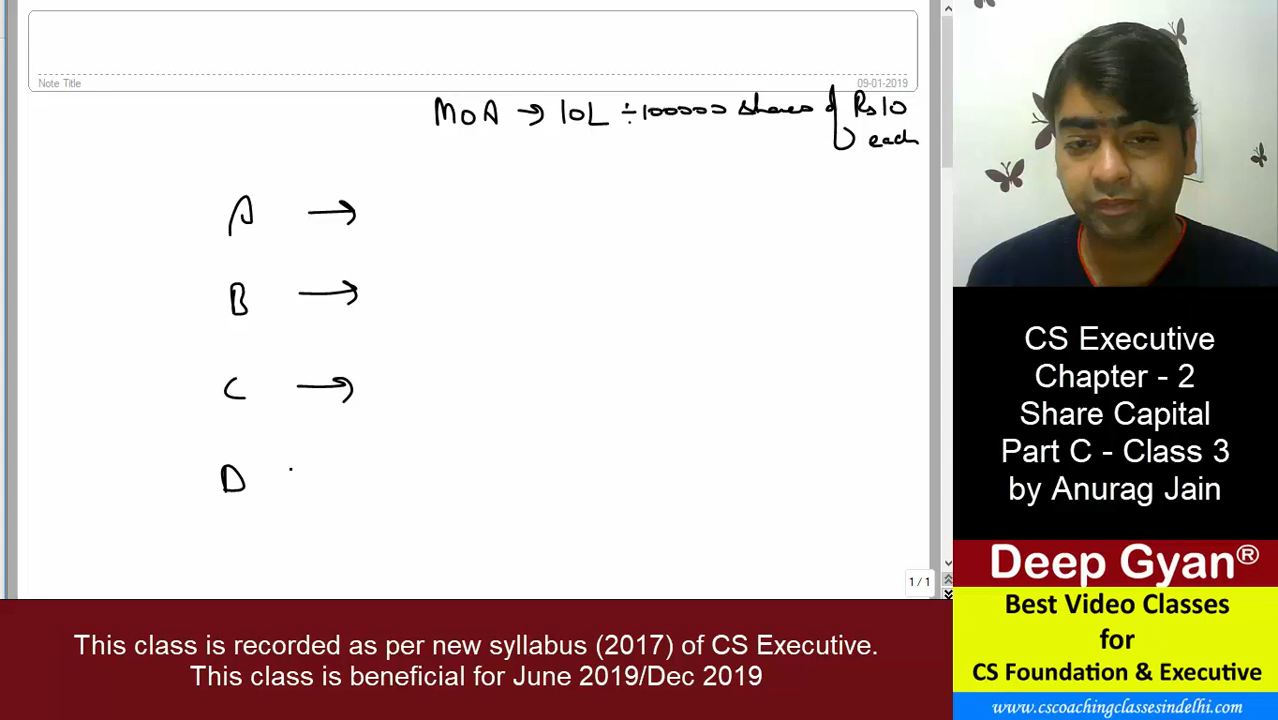 Note Title
09-01-2019
MOA → 10L ÷ 100000 shares of Rs 10
each
A →
B →
C →
D
1 / 1
CS Executive
Chapter - 2
Share Capital
Part C - Class 3
by Anurag Jain
Deep Gyan®
Best Video Classes
for
CS Foundation & Executive
www.cscoachingclassesindelhi.com
This class is recorded as per new syllabus (2017) of CS Executive.
This class is beneficial for June 2019/Dec 2019